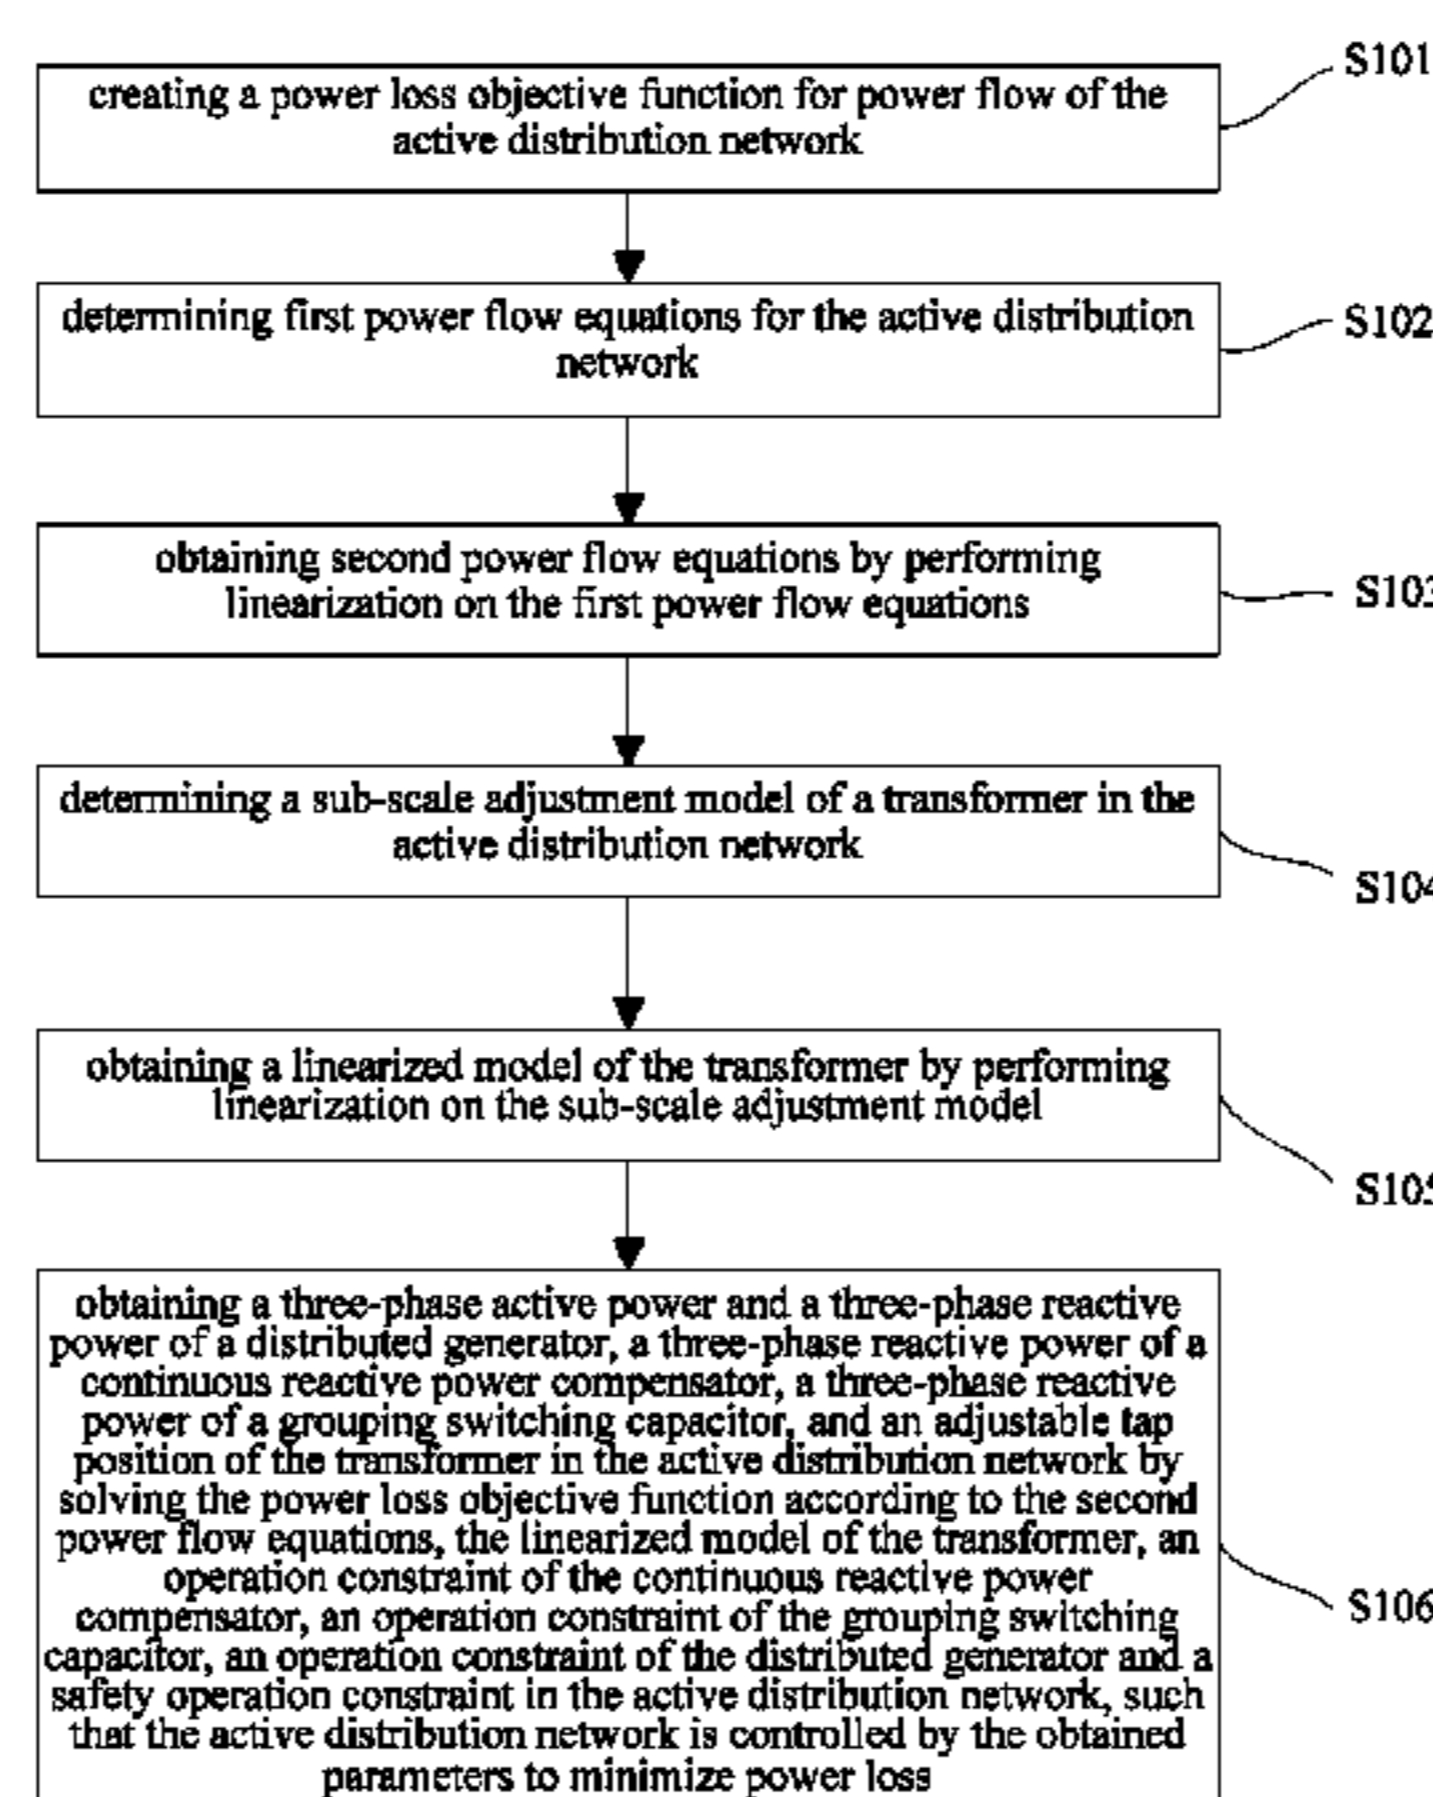 S101
creating a power loss objective function for power flow of the
active distribution network
determining first power flow equations for the active distribution
network
S102
obtaining second power flow equations by performing
linearization on the first power flow equations
S103
determining a sub-scale adjustment model of a transformer in the
active distribution network
S104
obtaining a linearized model of the transformer by performing
linearization on the sub-scale adjustment model
S105
obtaining a three-phase active power and a three-phase reactive
power of a distributed generator, a three-phase reactive power of a
continuous reactive power compensator, a three-phase reactive
power of a grouping switching capacitor, and an adjustable tap
position of the transformer in the active distribution network by
solving the power loss objective function according to the second
power flow equations, the linearized model of the transformer, an
operation constraint of the continuous reactive power
compensator, an operation constraint of the grouping switching
capacitor, an operation constraint of the distributed generator and a
safety operation constraint in the active distribution network, such
that the active distribution network is controlled by the obtained
parameters to minimize power loss
S106